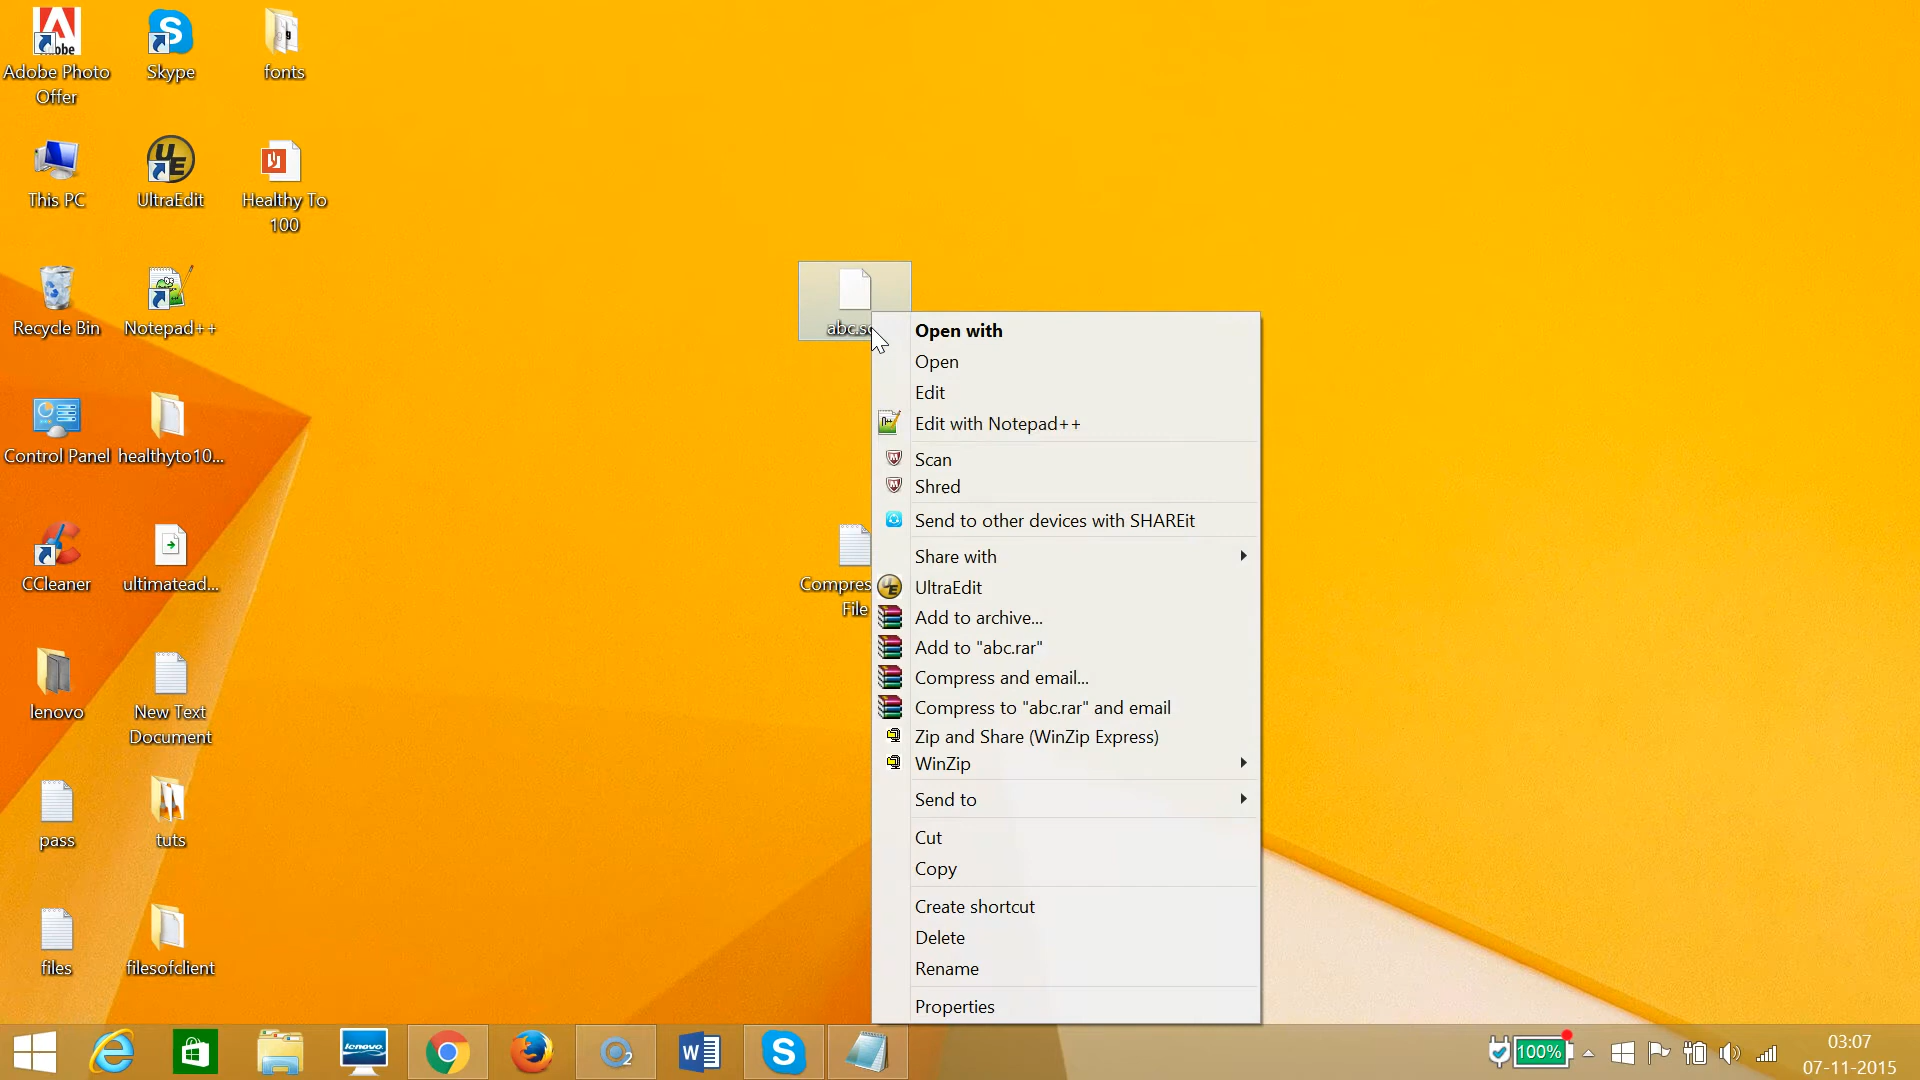 Adobe
Adobe Photo
Offer
Skype
fonts
This PC
UltraEdit
Healthy To
100
Recycle Bin
Notepad++
Control Panel
healthyto10...
CCleaner
ultimatead...
lenovo
New Text
Document
pass
tuts
files
filesofclient
Compres
File
Open with
Open
Edit
Edit with Notepad++
Scan
Shred
Send to other devices with SHAREit
Share with
UltraEdit
Add to archive...
Add to "abc.rar"
Compress and email...
Compress to "abc.rar" and email
Zip and Share (WinZip Express)
WinZip
Send to
Cut
Copy
Create shortcut
Delete
Rename
Properties
lenovo
100%
03:07
07-11-2015